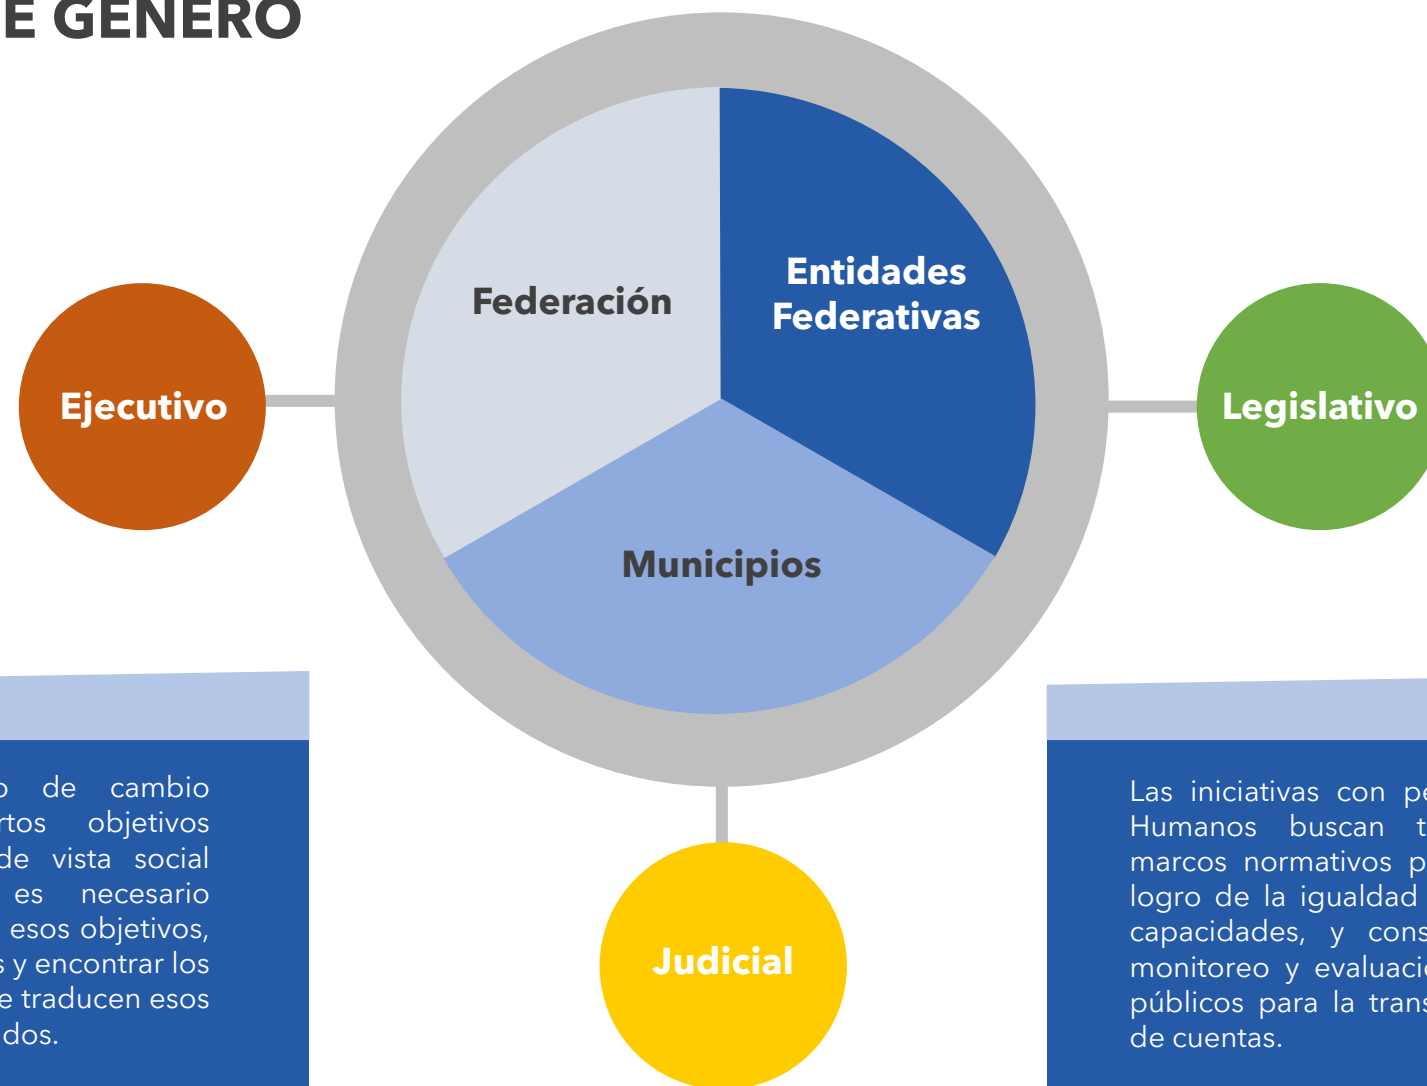 E GÉNERO
Entidades
Federativas
Federación
Ejecutivo
Legislativo
Municipios
de cambio
objetivos
de vista social
es necesario
esos objetivos,
y encontrar los
traducen esos
Judicial
Las iniciativas con
Humanos buscan
marcos normativos
logro de la igualdad
capacidades, y
monitoreo y
públicos para la
de cuentas.